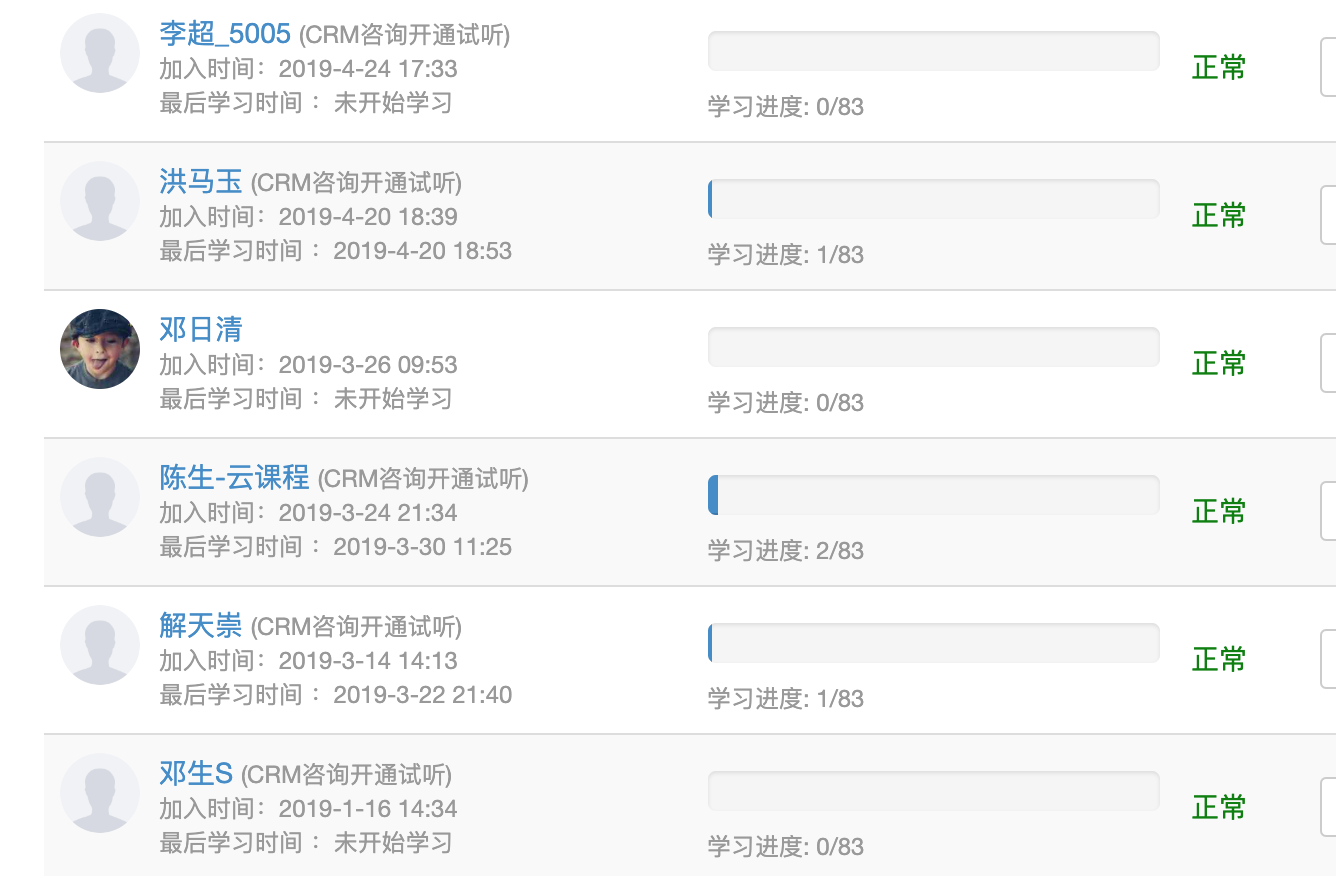 李超_5005 (CRM咨询开通试听)
加入时间：2019-4-24 17:33
最后学习时间 ：未开始学习
正常
学习进度: 0/83
洪马玉 (CRM咨询开通试听)
加入时间：2019-4-20 18:39
最后学习时间 ：2019-4-20 18:53
正常
学习进度: 1/83
邓日清
加入时间：2019-3-26 09:53
最后学习时间 ：未开始学习
正常
学习进度: 0/83
陈生-云课程 (CRM咨询开通试听)
加入时间：2019-3-24 21:34
最后学习时间 ：2019-3-30 11:25
正常
学习进度: 2/83
解天崇 (CRM咨询开通试听)
加入时间：2019-3-14 14:13
最后学习时间 ：2019-3-22 21:40
正常
学习进度: 1/83
邓生S (CRM咨询开通试听)
加入时间：2019-1-16 14:34
最后学习时间 ：未开始学习
正常
学习进度: 0/83